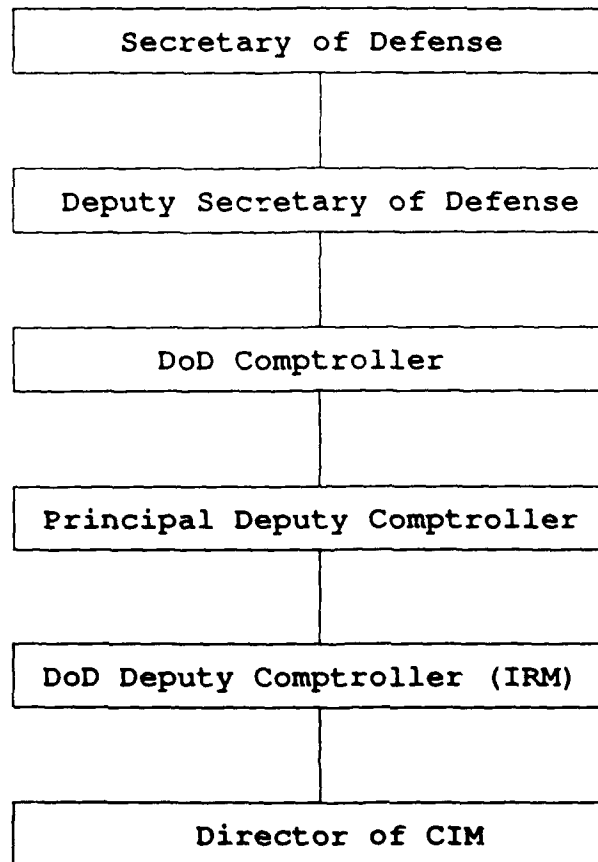 Secretary of Defense
Deputy Secretary of Defense
DoD Comptroller
Principal Deputy Comptroller
DoD Deputy Comptroller (IRM)
Director of CIM